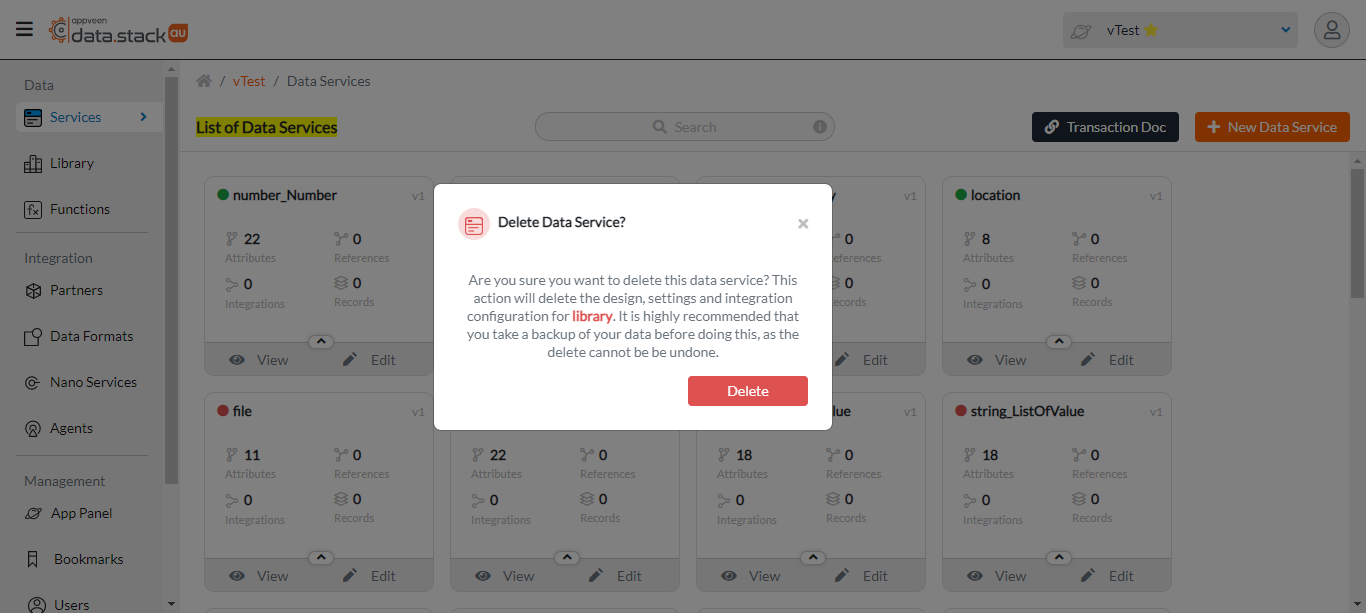 appveen
data.stack au
vTest
Data
Services
Library
Functions
Integration
Partners
Data Formats
Nano Services
Agents
Management
App Panel
Bookmarks
Users
/ vTest / Data Services
List of Data Services
Search
Transaction Doc
New Data Service
number_Number v1
22 0
Attributes References
0 0
Integrations Records
View Edit
v1
0
References
0
Records
Edit
location v1
8 0
Attributes References
0 0
Integrations Records
View Edit
Delete Data Service?
Are you sure you want to delete this data service? This
action will delete the design, settings and integration
configuration for library. It is highly recommended that
you take a backup of your data before doing this, as the
delete cannot be be undone.
Delete
file v1
11 0
Attributes References
0 0
Integrations Records
View Edit
22 0
Attributes References
0 0
Integrations Records
View Edit
lue v1
18 0
Attributes References
0 0
Integrations Records
View Edit
string_ListOfValue v1
18 0
Attributes References
0 0
Integrations Records
View Edit